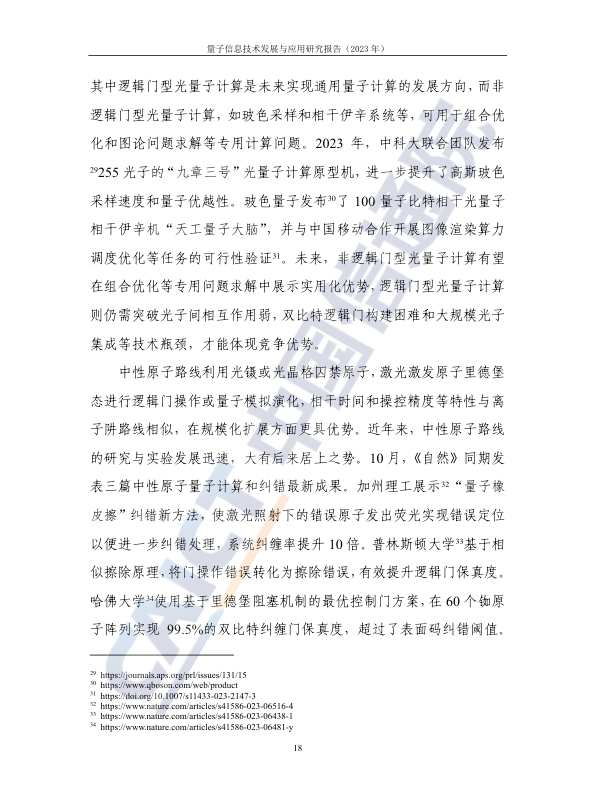 量子信息技术发展与应用研究报告（2023 年）
其中逻辑门型光量子计算是未来实现通用量子计算的发展方向，而非
逻辑门型光量子计算，如玻色采样和相干伊辛系统等，可用于组合优
化和图论问题求解等专用计算问题。2023 年，中科大联合团队发布
²⁹255 光子的“九章三号”光量子计算原型机，进一步提升了高斯玻色
采样速度和量子优越性。玻色量子发布³⁰了 100 量子比特相干光量子
相干伊辛机“天工量子大脑”，并与中国移动合作开展图像渲染算力
调度优化等任务的可行性验证³¹。未来，非逻辑门型光量子计算有望
在组合优化等专用问题求解中展示实用化优势，逻辑门型光量子计算
则仍需突破光子间相互作用弱，双比特逻辑门构建困难和大规模光子
集成等技术瓶颈，才能体现竞争优势。
中性原子路线利用光镊或光晶格囚禁原子，激光激发原子里德堡
态进行逻辑门操作或量子模拟演化，相干时间和操控精度等特性与离
子阱路线相似，在规模化扩展方面更具优势。近年来，中性原子路线
的研究与实验发展迅速，大有后来居上之势。10 月，《自然》同期发
表三篇中性原子量子计算和纠错最新成果。加州理工展示³²“量子橡
皮擦”纠错新方法，使激光照射下的错误原子发出荧光实现错误定位
以便进一步纠错处理，系统纠缠率提升 10 倍。普林斯顿大学³³基于相
似擦除原理，将门操作错误转化为擦除错误，有效提升逻辑门保真度。
哈佛大学³⁴使用基于里德堡阻塞机制的最优控制门方案，在 60 个铷原
子阵列实现 99.5%的双比特纠缠门保真度，超过了表面码纠错阈值。
²⁹ https://journals.aps.org/prl/issues/131/15
³⁰ https://www.qboson.com/web/product
³¹ https://doi.org/10.1007/s11433-023-2147-3
³² https://www.nature.com/articles/s41586-023-06516-4
³³ https://www.nature.com/articles/s41586-023-06438-1
³⁴ https://www.nature.com/articles/s41586-023-06481-y
18
CAICT 中国信通院